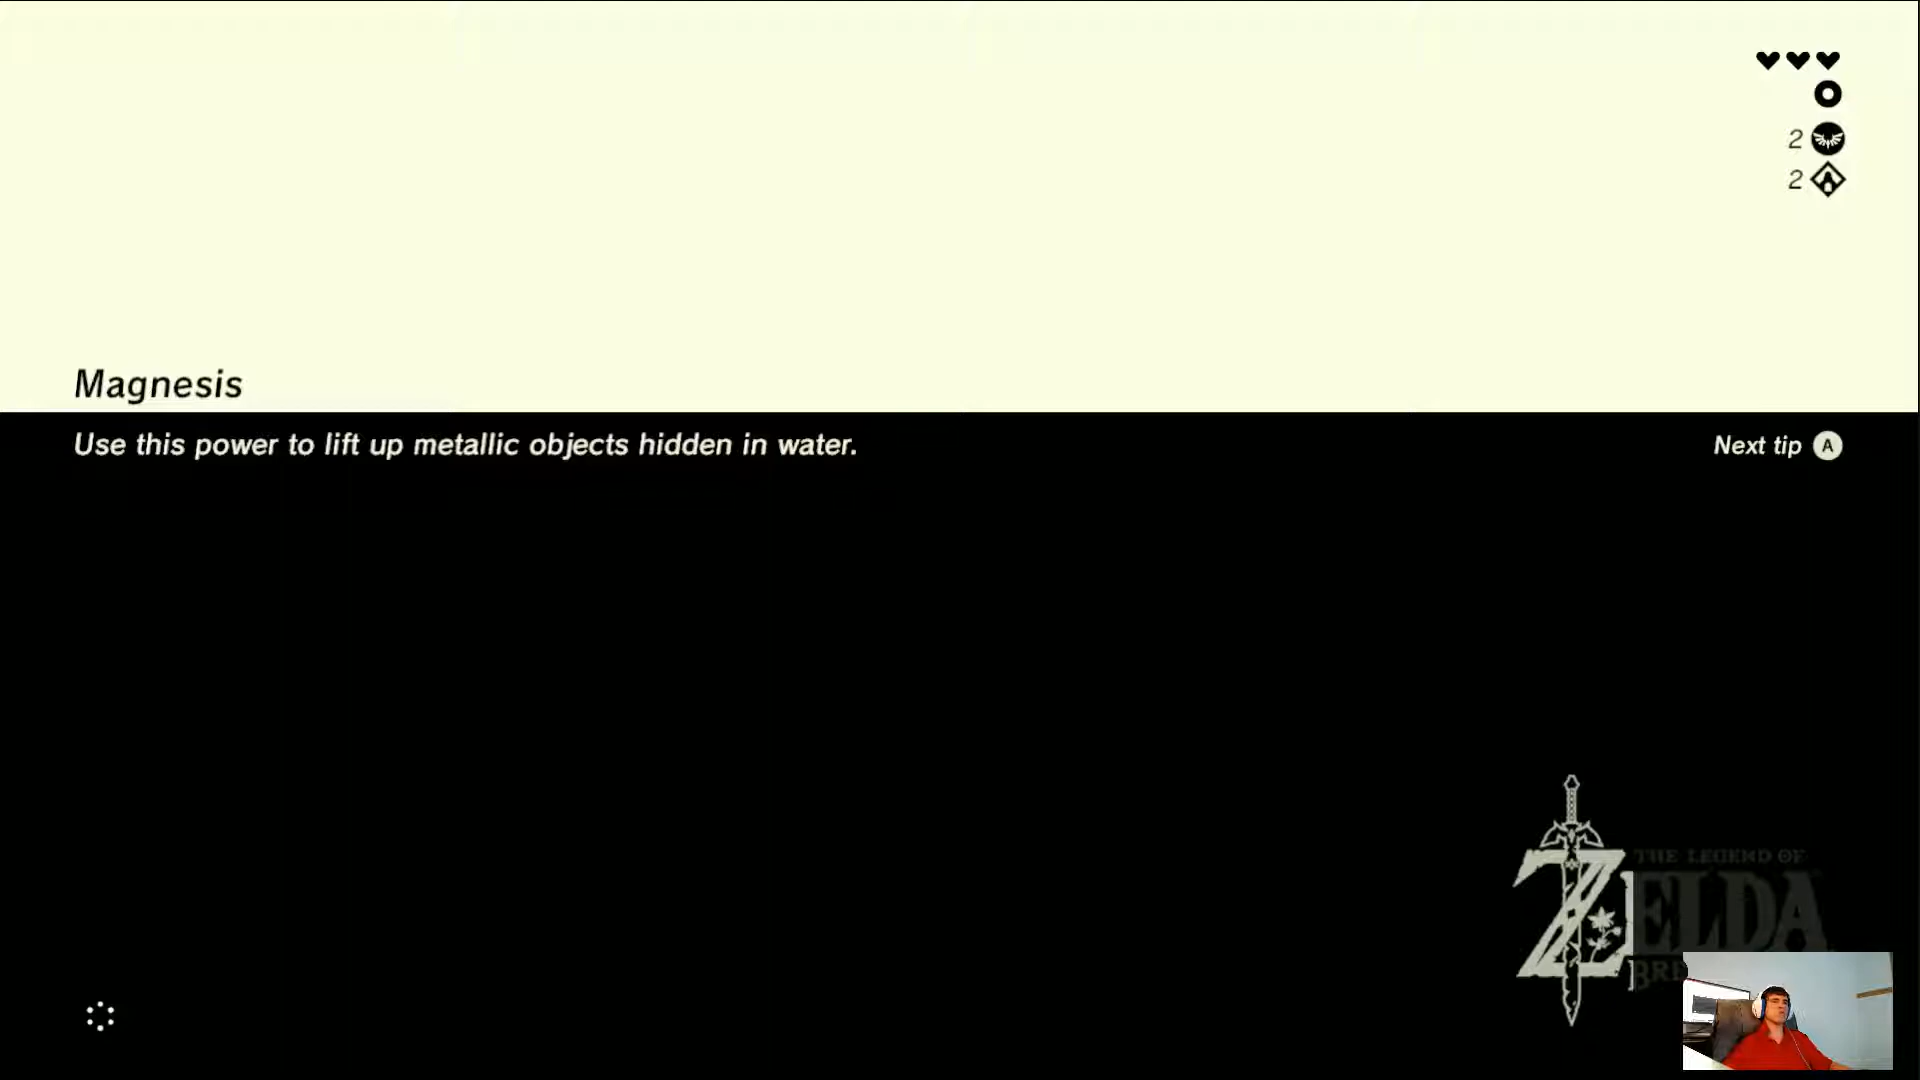 2
2
Magnesis
Use this power to lift up metallic objects hidden in water.
Next tip A
THE LEGEND OF
ZELDA